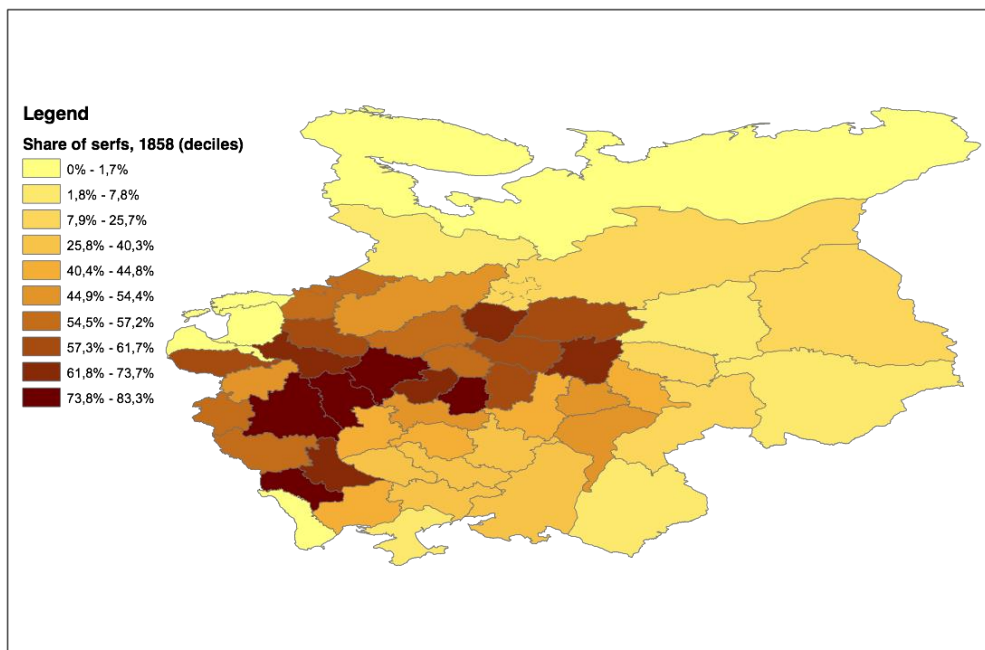 Legend
Share of serfs, 1858 (deciles)
0% - 1,7%
1,8% - 7,8%
7,9% - 25,7%
25,8% - 40,3%
40,4% - 44,8%
44,9% - 54,4%
54,5% - 57,2%
57,3% - 61,7%
61,8% - 73,7%
73,8% - 83,3%